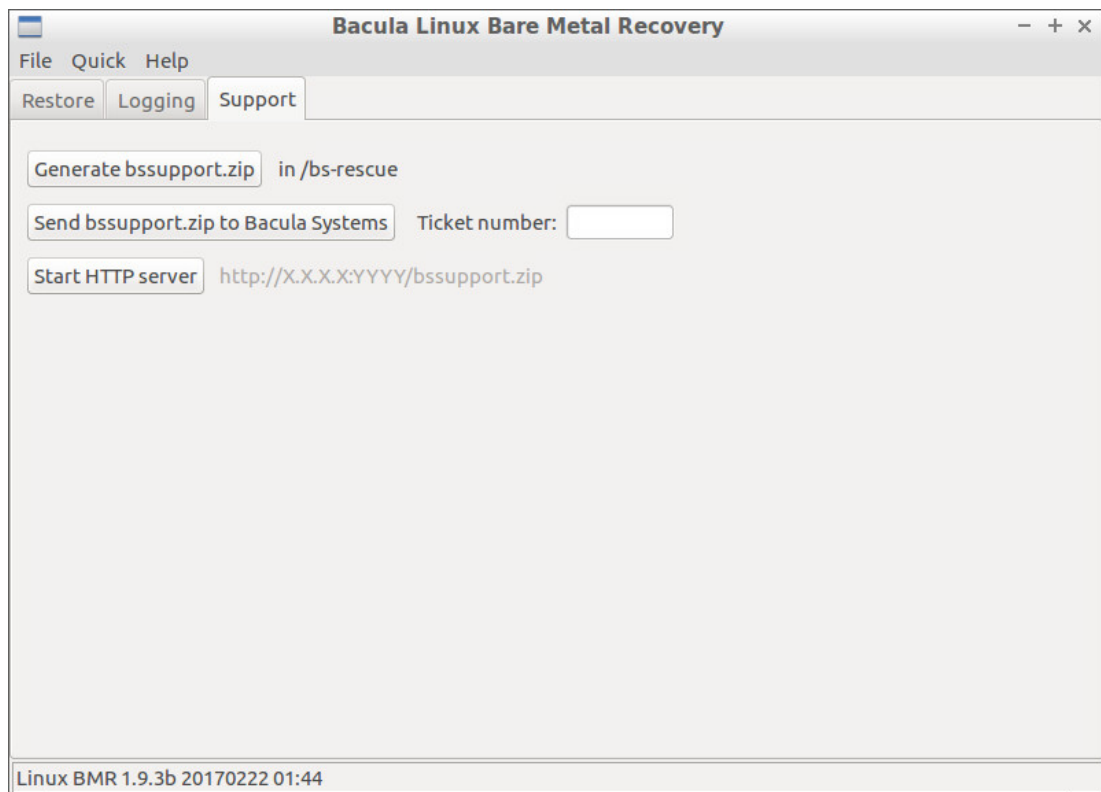 Bacula Linux Bare Metal Recovery
File Quick Help
Restore Logging Support
Generate bssupport.zip in /bs-rescue
Send bssupport.zip to Bacula Systems Ticket number:
Start HTTP server http://X.X.X.X:YYYY/bssupport.zip
Linux BMR 1.9.3b 20170222 01:44